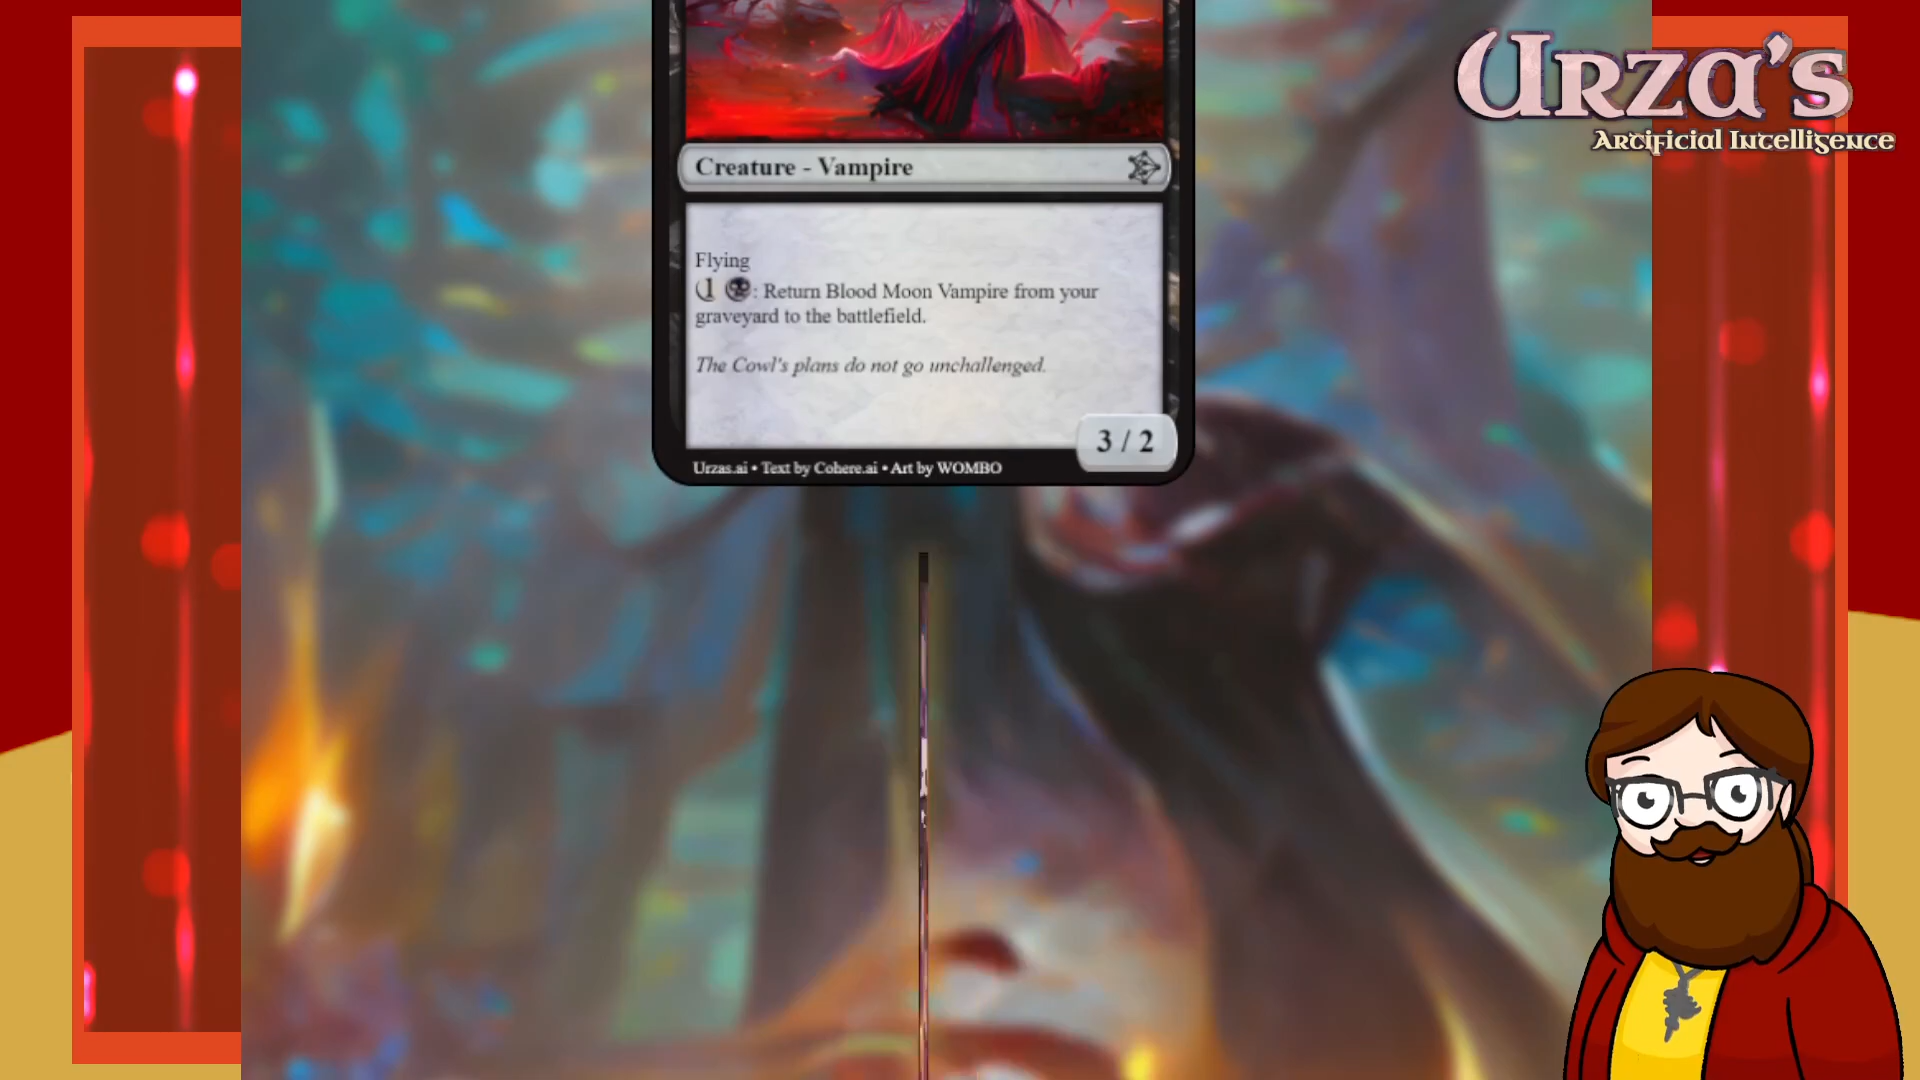 Urza's
Artificial Intelligence
Creature - Vampire
Flying
1 : Return Blood Moon Vampire from your
graveyard to the battlefield.
The Cowl's plans do not go unchallenged.
3 / 2
Urzas.ai • Text by Cohere.ai • Art by WOMBO